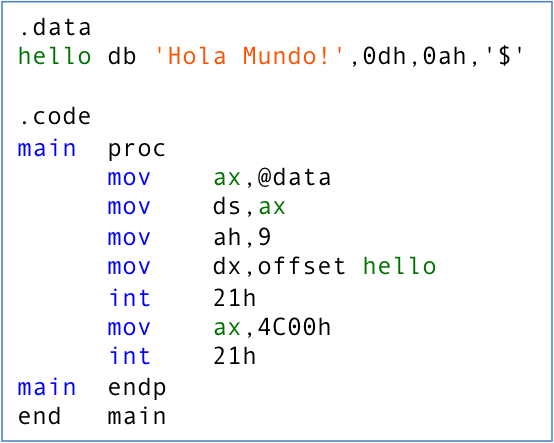 .data
hello db 'Hola Mundo!',0dh,0ah,'$'
.code
main proc
mov ax,@data
mov ds,ax
mov ah,9
mov dx,offset hello
int 21h
mov ax,4C00h
int 21h
main endp
end main